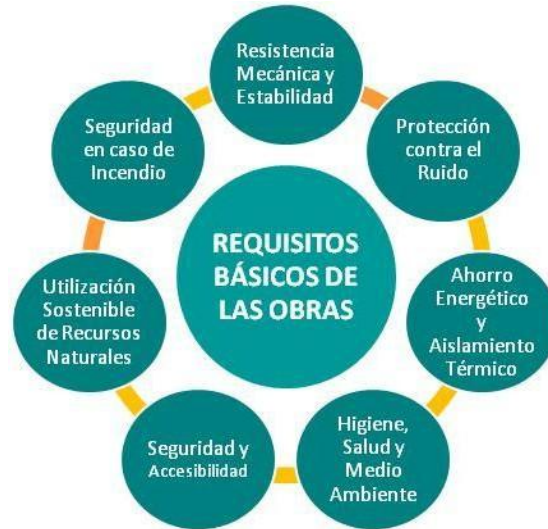 Resistencia
Mecánica y
Estabilidad
Protección
contra el
Ruido
Ahorro
Energético
y
Aislamiento
Térmico
Higiene,
Salud y
Medio
Ambiente
Seguridad y
Accesibilidad
Utilización
Sostenible
de Recursos
Naturales
Seguridad
en caso de
Incendio
REQUISITOS
BÁSICOS DE
LAS OBRAS